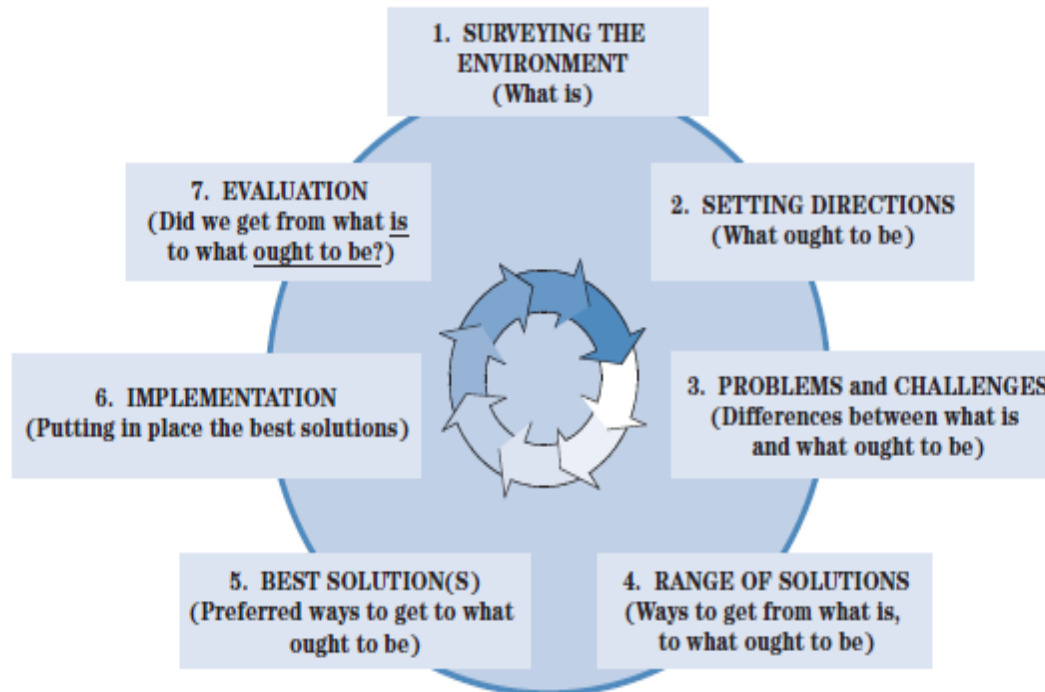 1. SURVEYING THE
ENVIRONMENT
(What is)
2. SETTING DIRECTIONS
(What ought to be)
3. PROBLEMS and CHALLENGES
(Differences between what is
and what ought to be)
4. RANGE OF SOLUTIONS
(Ways to get from what is,
to what ought to be)
5. BEST SOLUTION(S)
(Preferred ways to get to what
ought to be)
6. IMPLEMENTATION
(Putting in place the best solutions)
7. EVALUATION
(Did we get from what is
to what ought to be?)